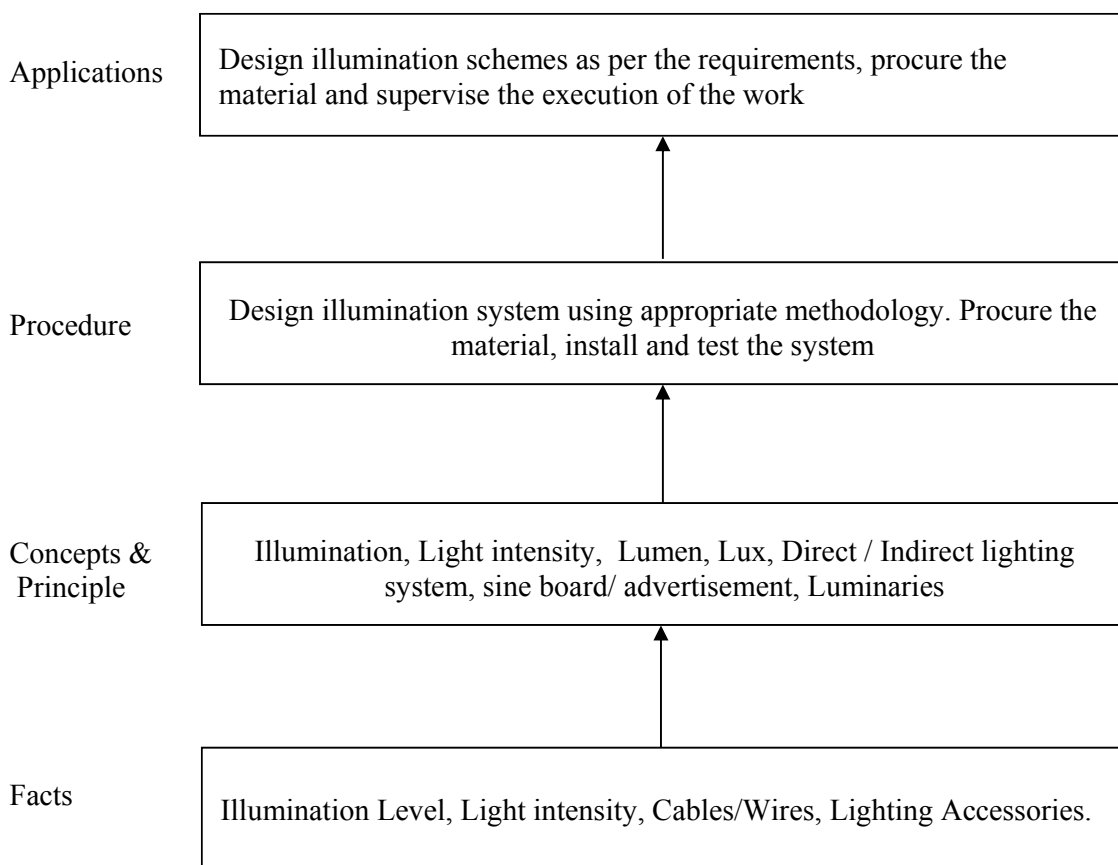 Applications
Design illumination schemes as per the requirements, procure the
material and supervise the execution of the work
Procedure
Design illumination system using appropriate methodology. Procure the
material, install and test the system
Concepts &
Principle
Illumination, Light intensity,  Lumen, Lux, Direct / Indirect lighting
system, sine board/ advertisement, Luminaries
Facts
Illumination Level, Light intensity, Cables/Wires, Lighting Accessories.